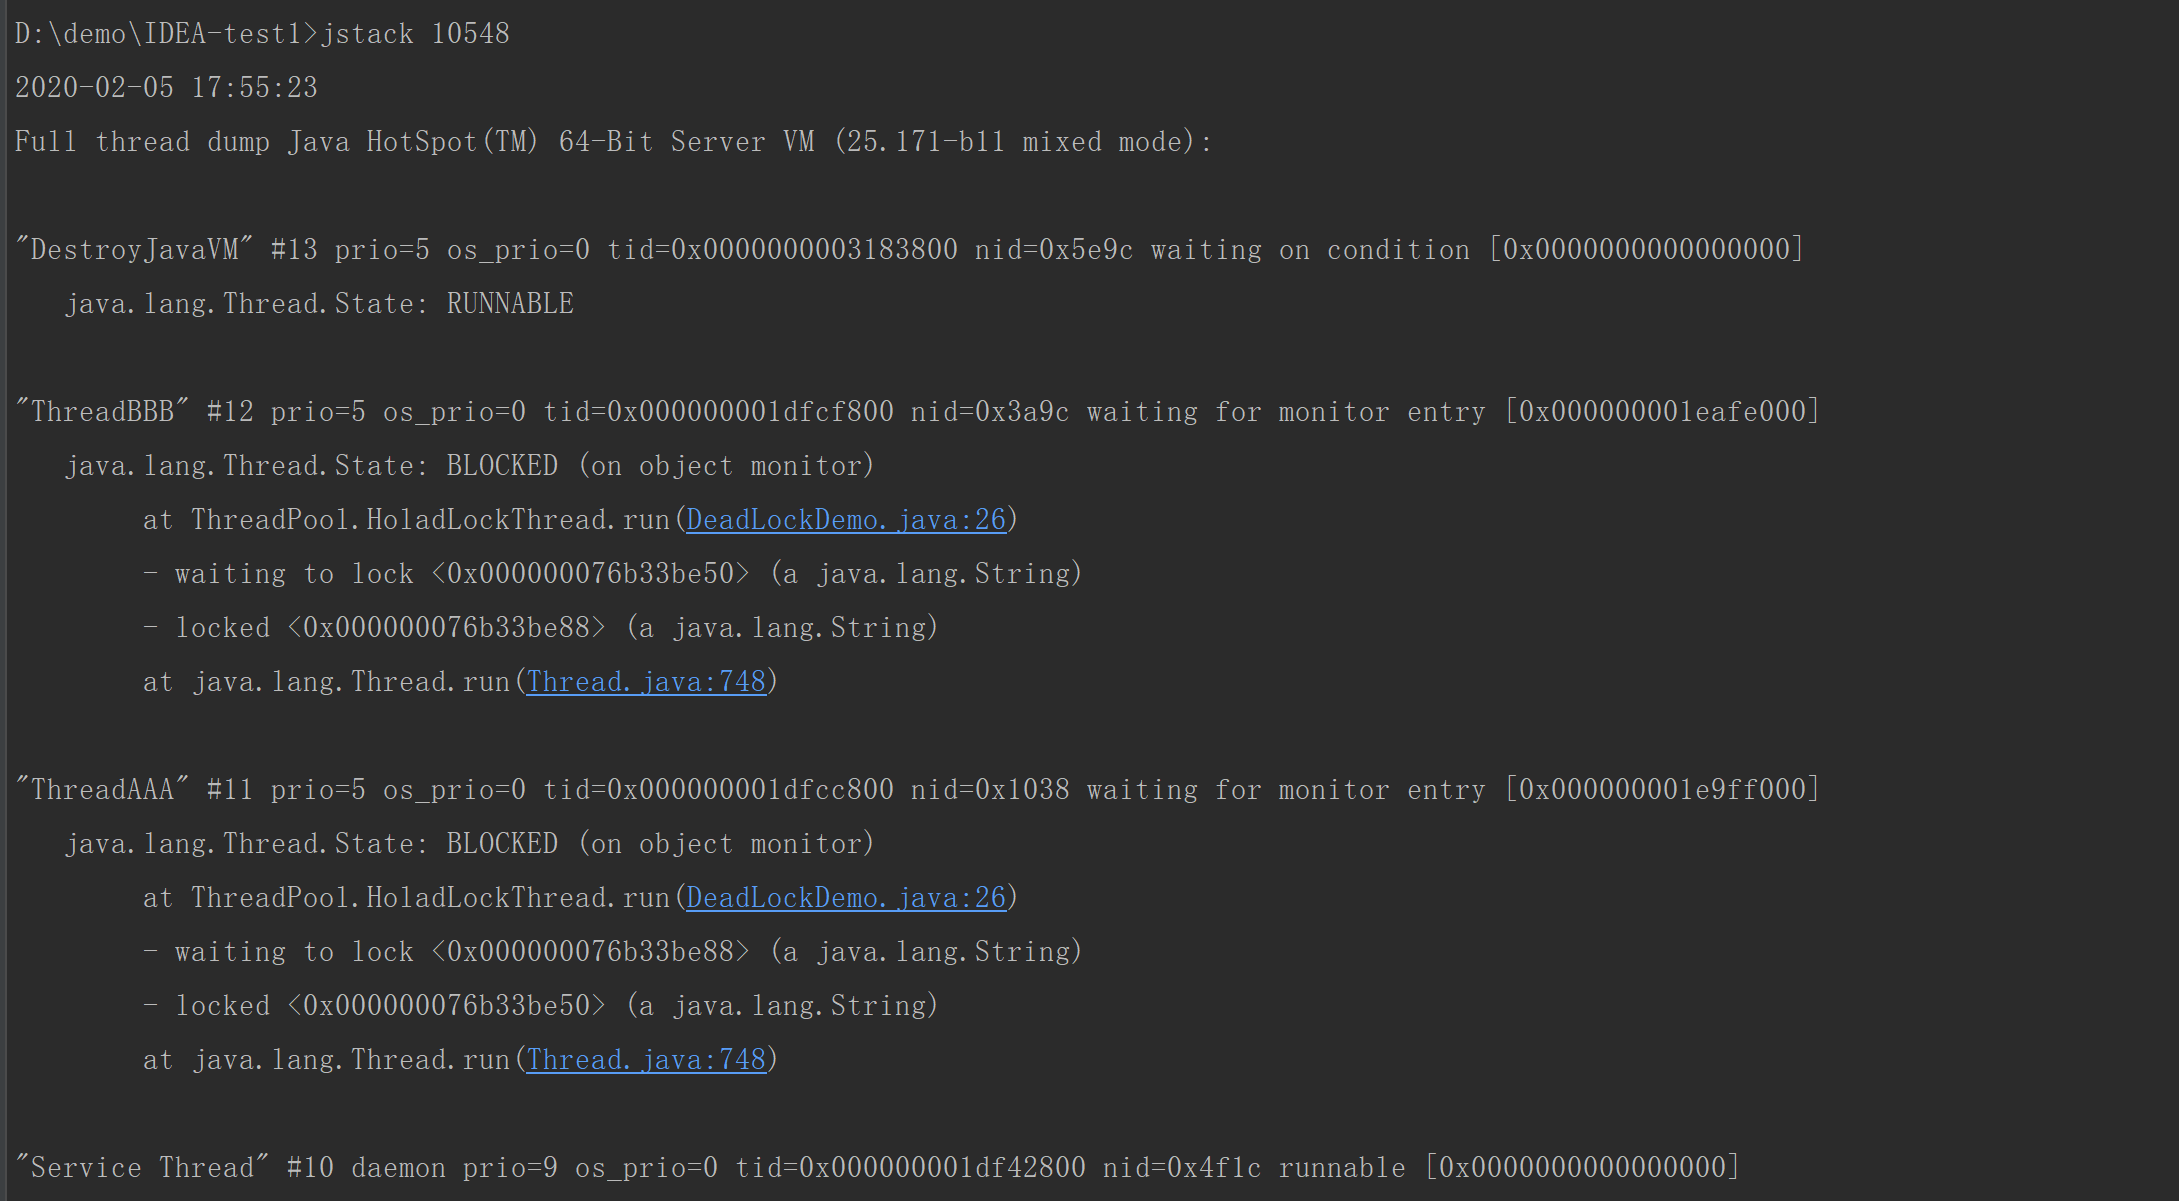 D:\demo\IDEA-test1>jstack 10548
2020-02-05 17:55:23
Full thread dump Java HotSpot(TM) 64-Bit Server VM (25.171-b11 mixed mode):
"DestroyJavaVM" #13 prio=5 os_prio=0 tid=0x0000000003183800 nid=0x5e9c waiting on condition [0x0000000000000000]
java.lang.Thread.State: RUNNABLE
"ThreadBBB" #12 prio=5 os_prio=0 tid=0x000000001dfcf800 nid=0x3a9c waiting for monitor entry [0x000000001eafe000]
java.lang.Thread.State: BLOCKED (on object monitor)
at ThreadPool.HoladLockThread.run(DeadLockDemo.java:26)
- waiting to lock <0x000000076b33be50> (a java.lang.String)
- locked <0x000000076b33be88> (a java.lang.String)
at java.lang.Thread.run(Thread.java:748)
"ThreadAAA" #11 prio=5 os_prio=0 tid=0x000000001dfcc800 nid=0x1038 waiting for monitor entry [0x000000001e9ff000]
java.lang.Thread.State: BLOCKED (on object monitor)
at ThreadPool.HoladLockThread.run(DeadLockDemo.java:26)
- waiting to lock <0x000000076b33be88> (a java.lang.String)
- locked <0x000000076b33be50> (a java.lang.String)
at java.lang.Thread.run(Thread.java:748)
"Service Thread" #10 daemon prio=9 os_prio=0 tid=0x000000001df42800 nid=0x4f1c runnable [0x0000000000000000]